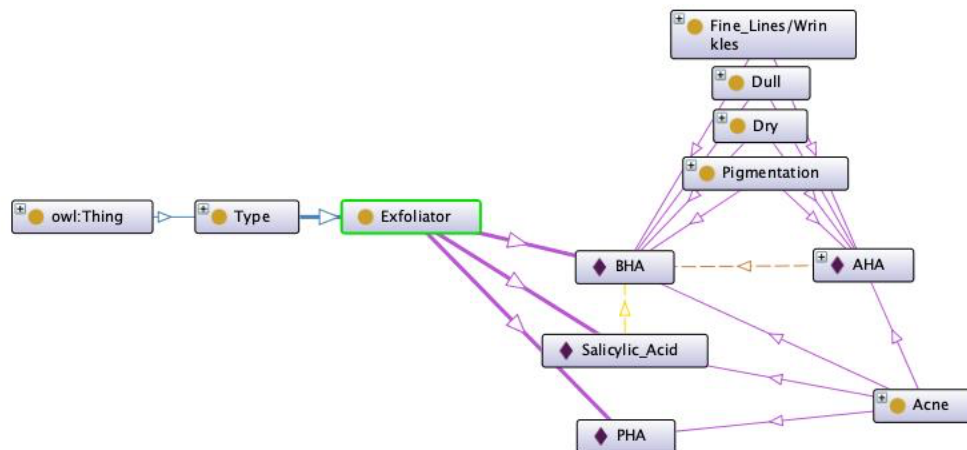 Fine_Lines/Wrin
kles
Dull
Dry
Pigmentation
owl:Thing
Type
Exfoliator
BHA
AHA
Salicylic_Acid
Acne
PHA